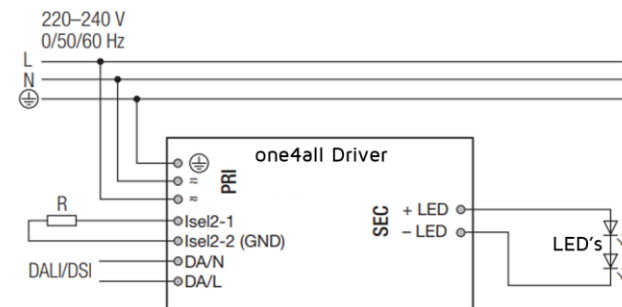 220–240 V
0/50/60 Hz
L
N
one4all Driver
PRI
≂
≂
R
Isel2-1
Isel2-2 (GND)
DA/N
DA/L
DALI/DSI
SEC
+ LED
– LED
LED's